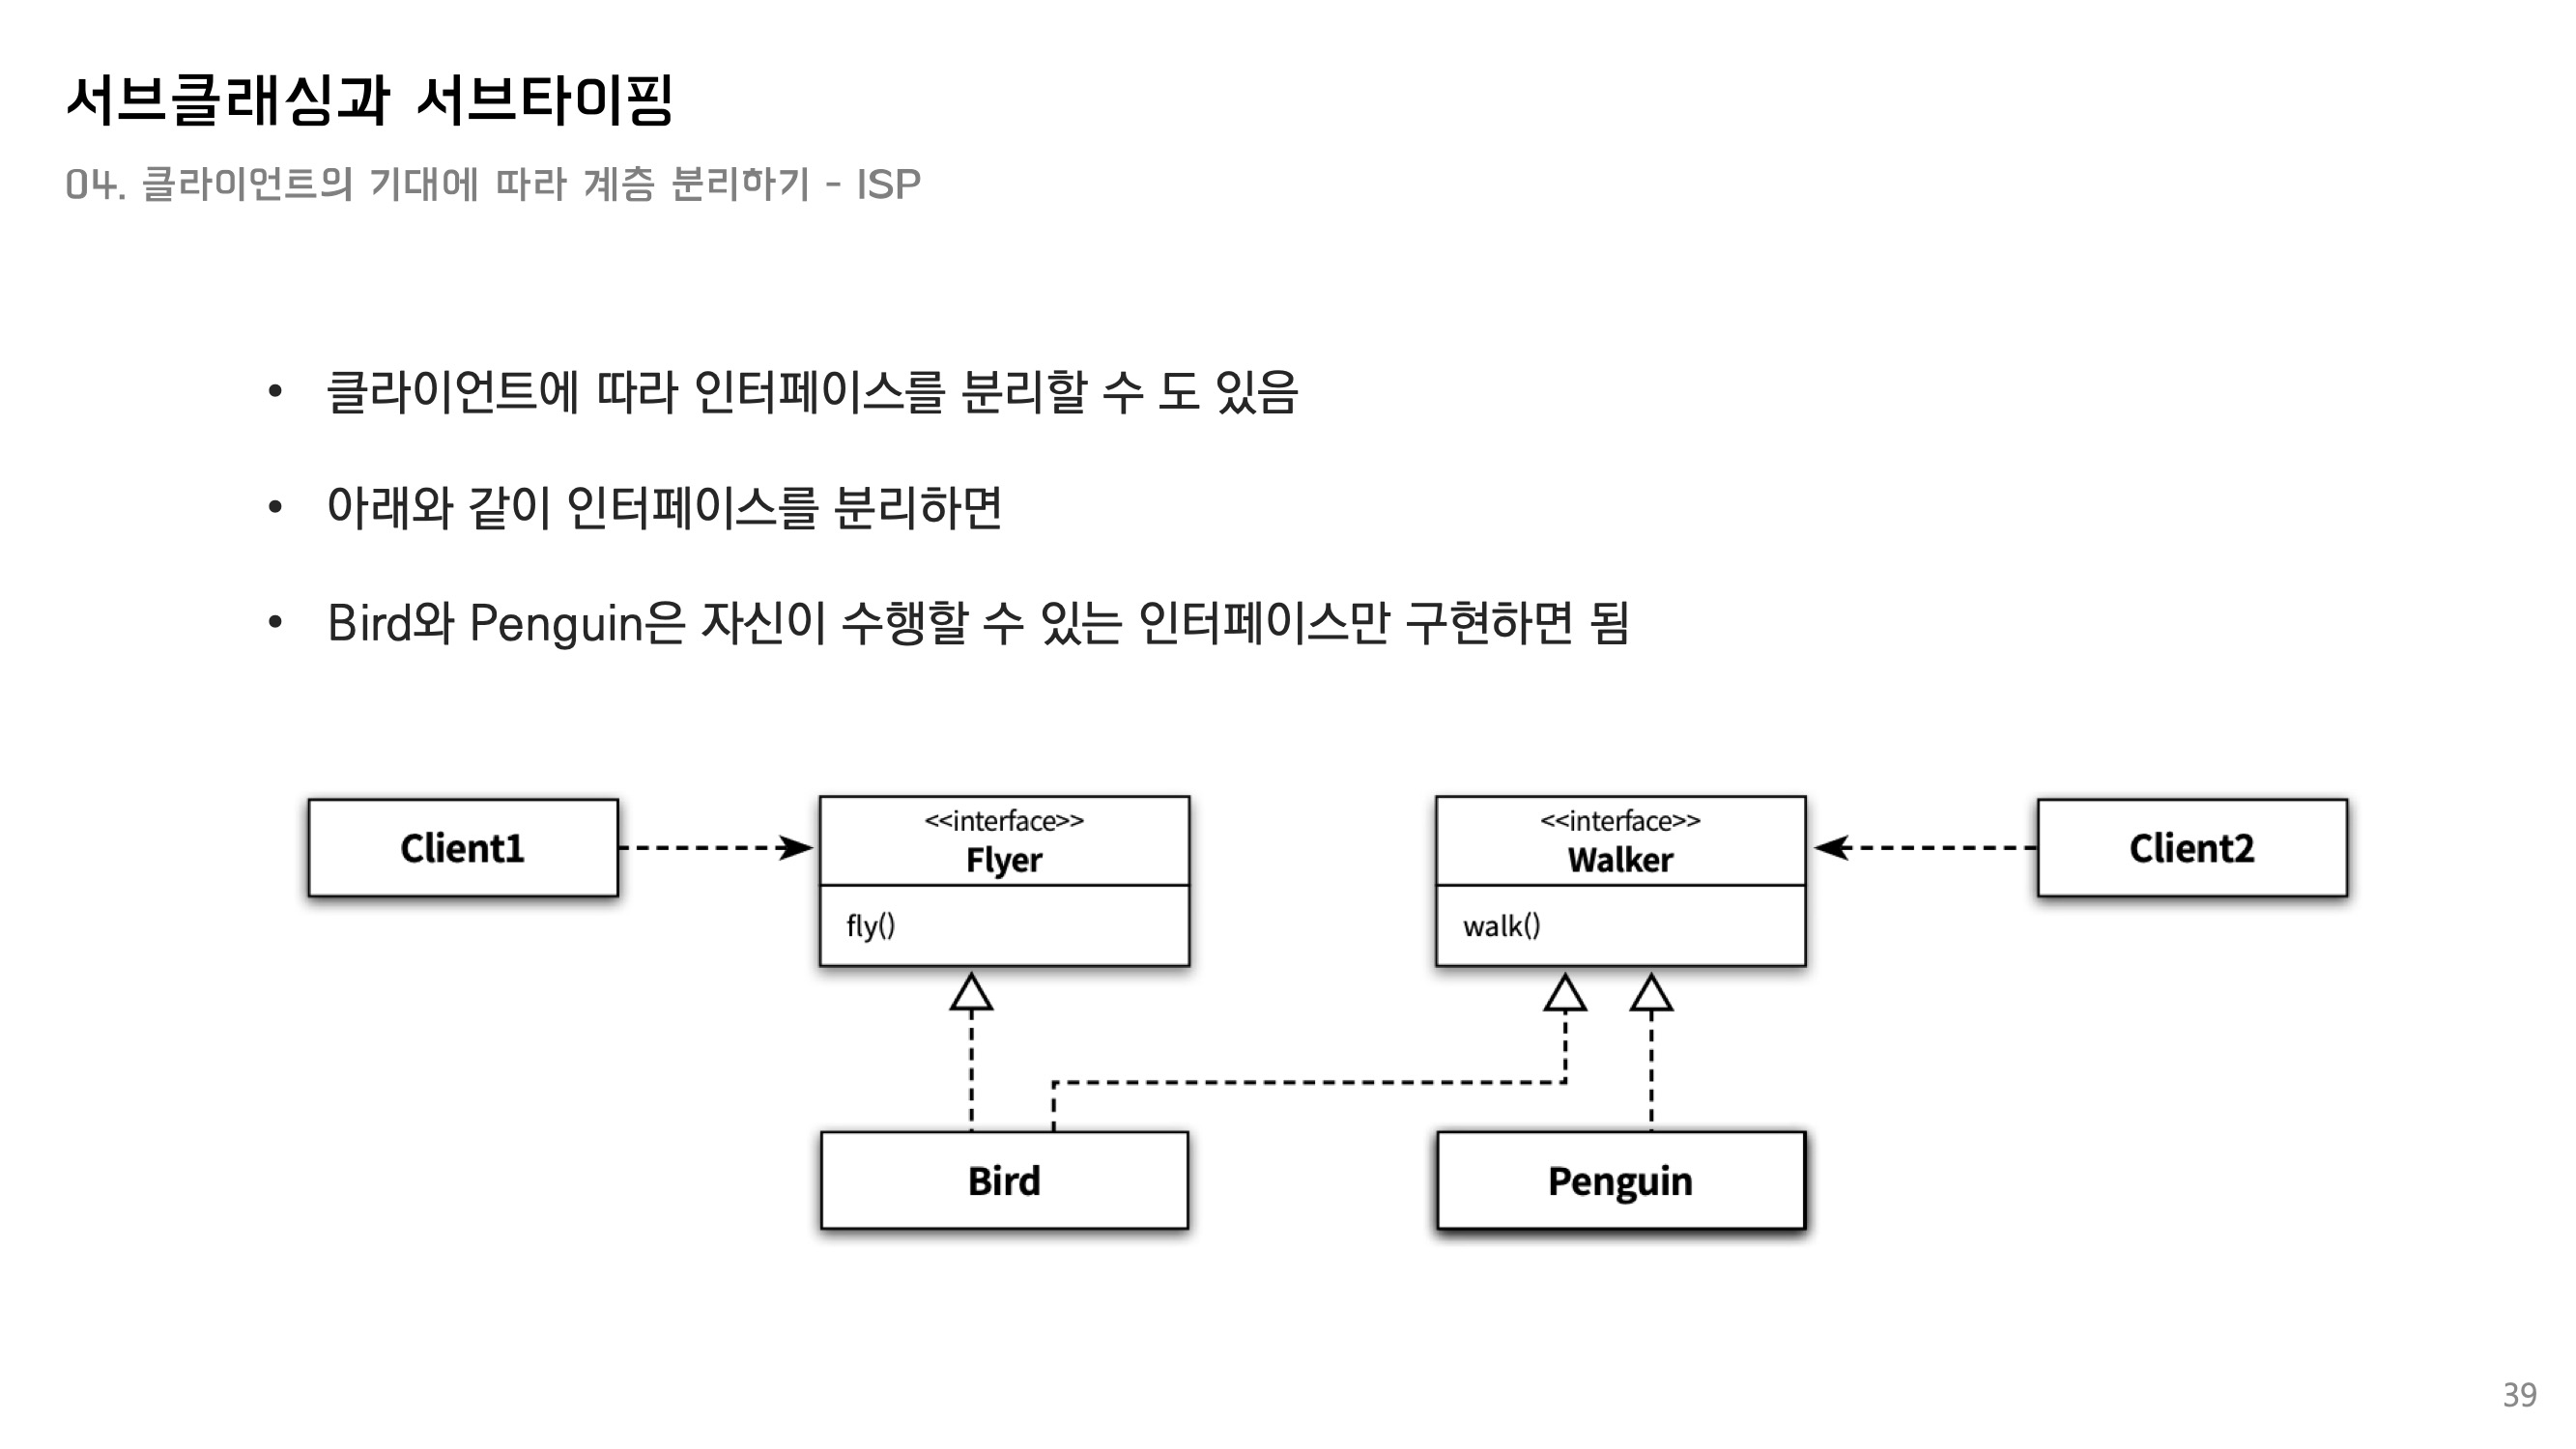 서브클래싱과 서브타이핑
04. 클라이언트의 기대에 따라 계층 분리하기 - ISP
• 클라이언트에 따라 인터페이스를 분리할 수 도 있음
• 아래와 같이 인터페이스를 분리하면
• Bird와 Penguin은 자신이 수행할 수 있는 인터페이스만 구현하면 됨
Client1
<<interface>>
Flyer
fly()
<<interface>>
Walker
walk()
Client2
Bird
Penguin
39